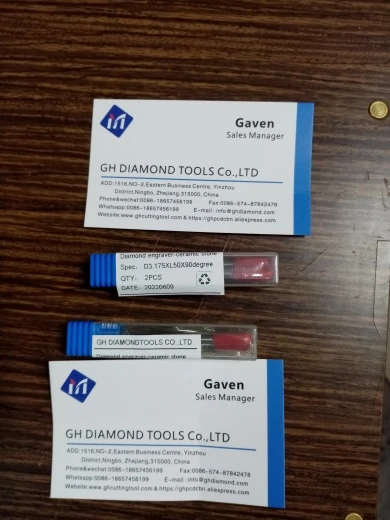 Gaven
Sales Manager
GH DIAMOND TOOLS Co.,LTD
ADD:1516,NO-2,Eastern Business Centre, Yinzhou
District,Ningbo, Zhejiang,315000, China
Phone&wechat:0086-18657456199 Fax:0086-574-87842478
Whatsapp:0086-18657456199 E-mail: info@ghdiamond.com
Website:www.ghcuttingtool.com & https://ghpcdcbn.aliexpress.com
Diamond engraver-ceramic stone
Spec: D3.175XL50X90degree
QTY: 2PCS
DATE: 20220609
GH DIAMONDTOOLS CO.,LTD
Diamond engraver-ceramic stone
Gaven
Sales Manager
GH DIAMOND TOOLS Co.,LTD
ADD:1516,NO-2,Eastern Business Centre, Yinzhou
District,Ningbo, Zhejiang,315000, China
Phone&wechat:0086-18657456199 Fax:0086-574-87842478
Whatsapp:0086-18657456199 E-mail: info@ghdiamond.com
Website:www.ghcuttingtool.com & https://ghpcdcbn.aliexpress.com